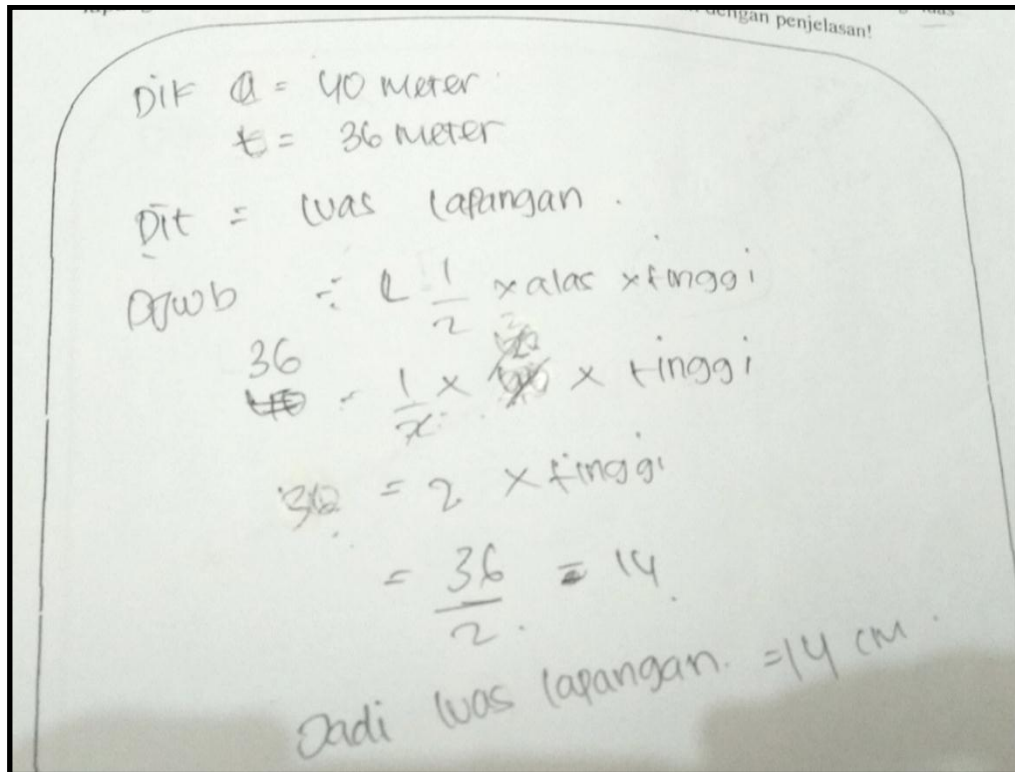 dengan penjelasan!
Dik a = 40 meter
t = 36 meter
Dit = luas lapangan.
Djwb = L 1/2 x alas x tinggi
36 = 1/2 x x tinggi
36 = 2 x tinggi
= 36/2 = 14
Jadi luas lapangan. = 14 cm.